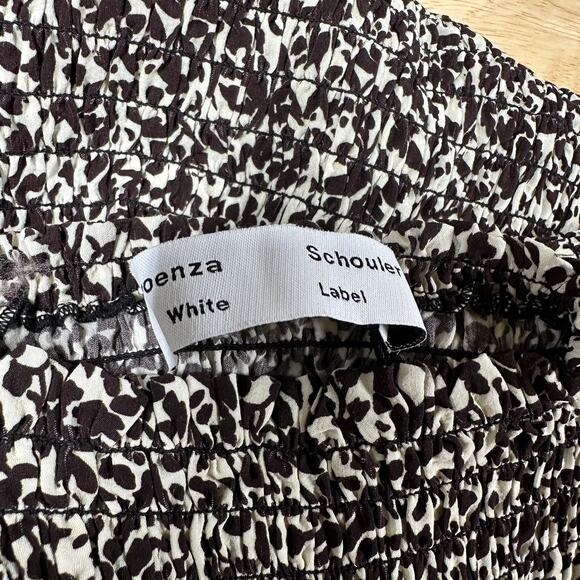 oenza Schouler
White Label